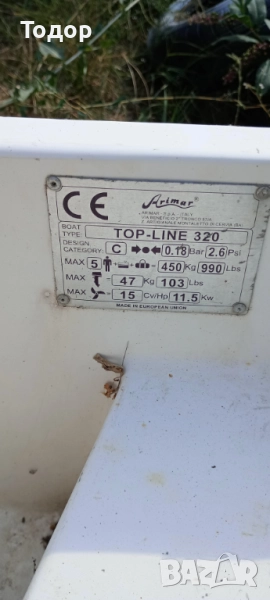 Тодор
CE Arimar
ARIMAR S.p.A. - ITALY
BOAT TYPE TOP-LINE 320
DESIGN CATEGORY C 0.18 Bar 2.6 Psi
MAX 5 + + 450 Kg 990 Lbs
MAX 47 Kg 103 Lbs
MAX 15 Cv/Hp 11.5 Kw
MADE IN EUROPEAN UNION
bazar